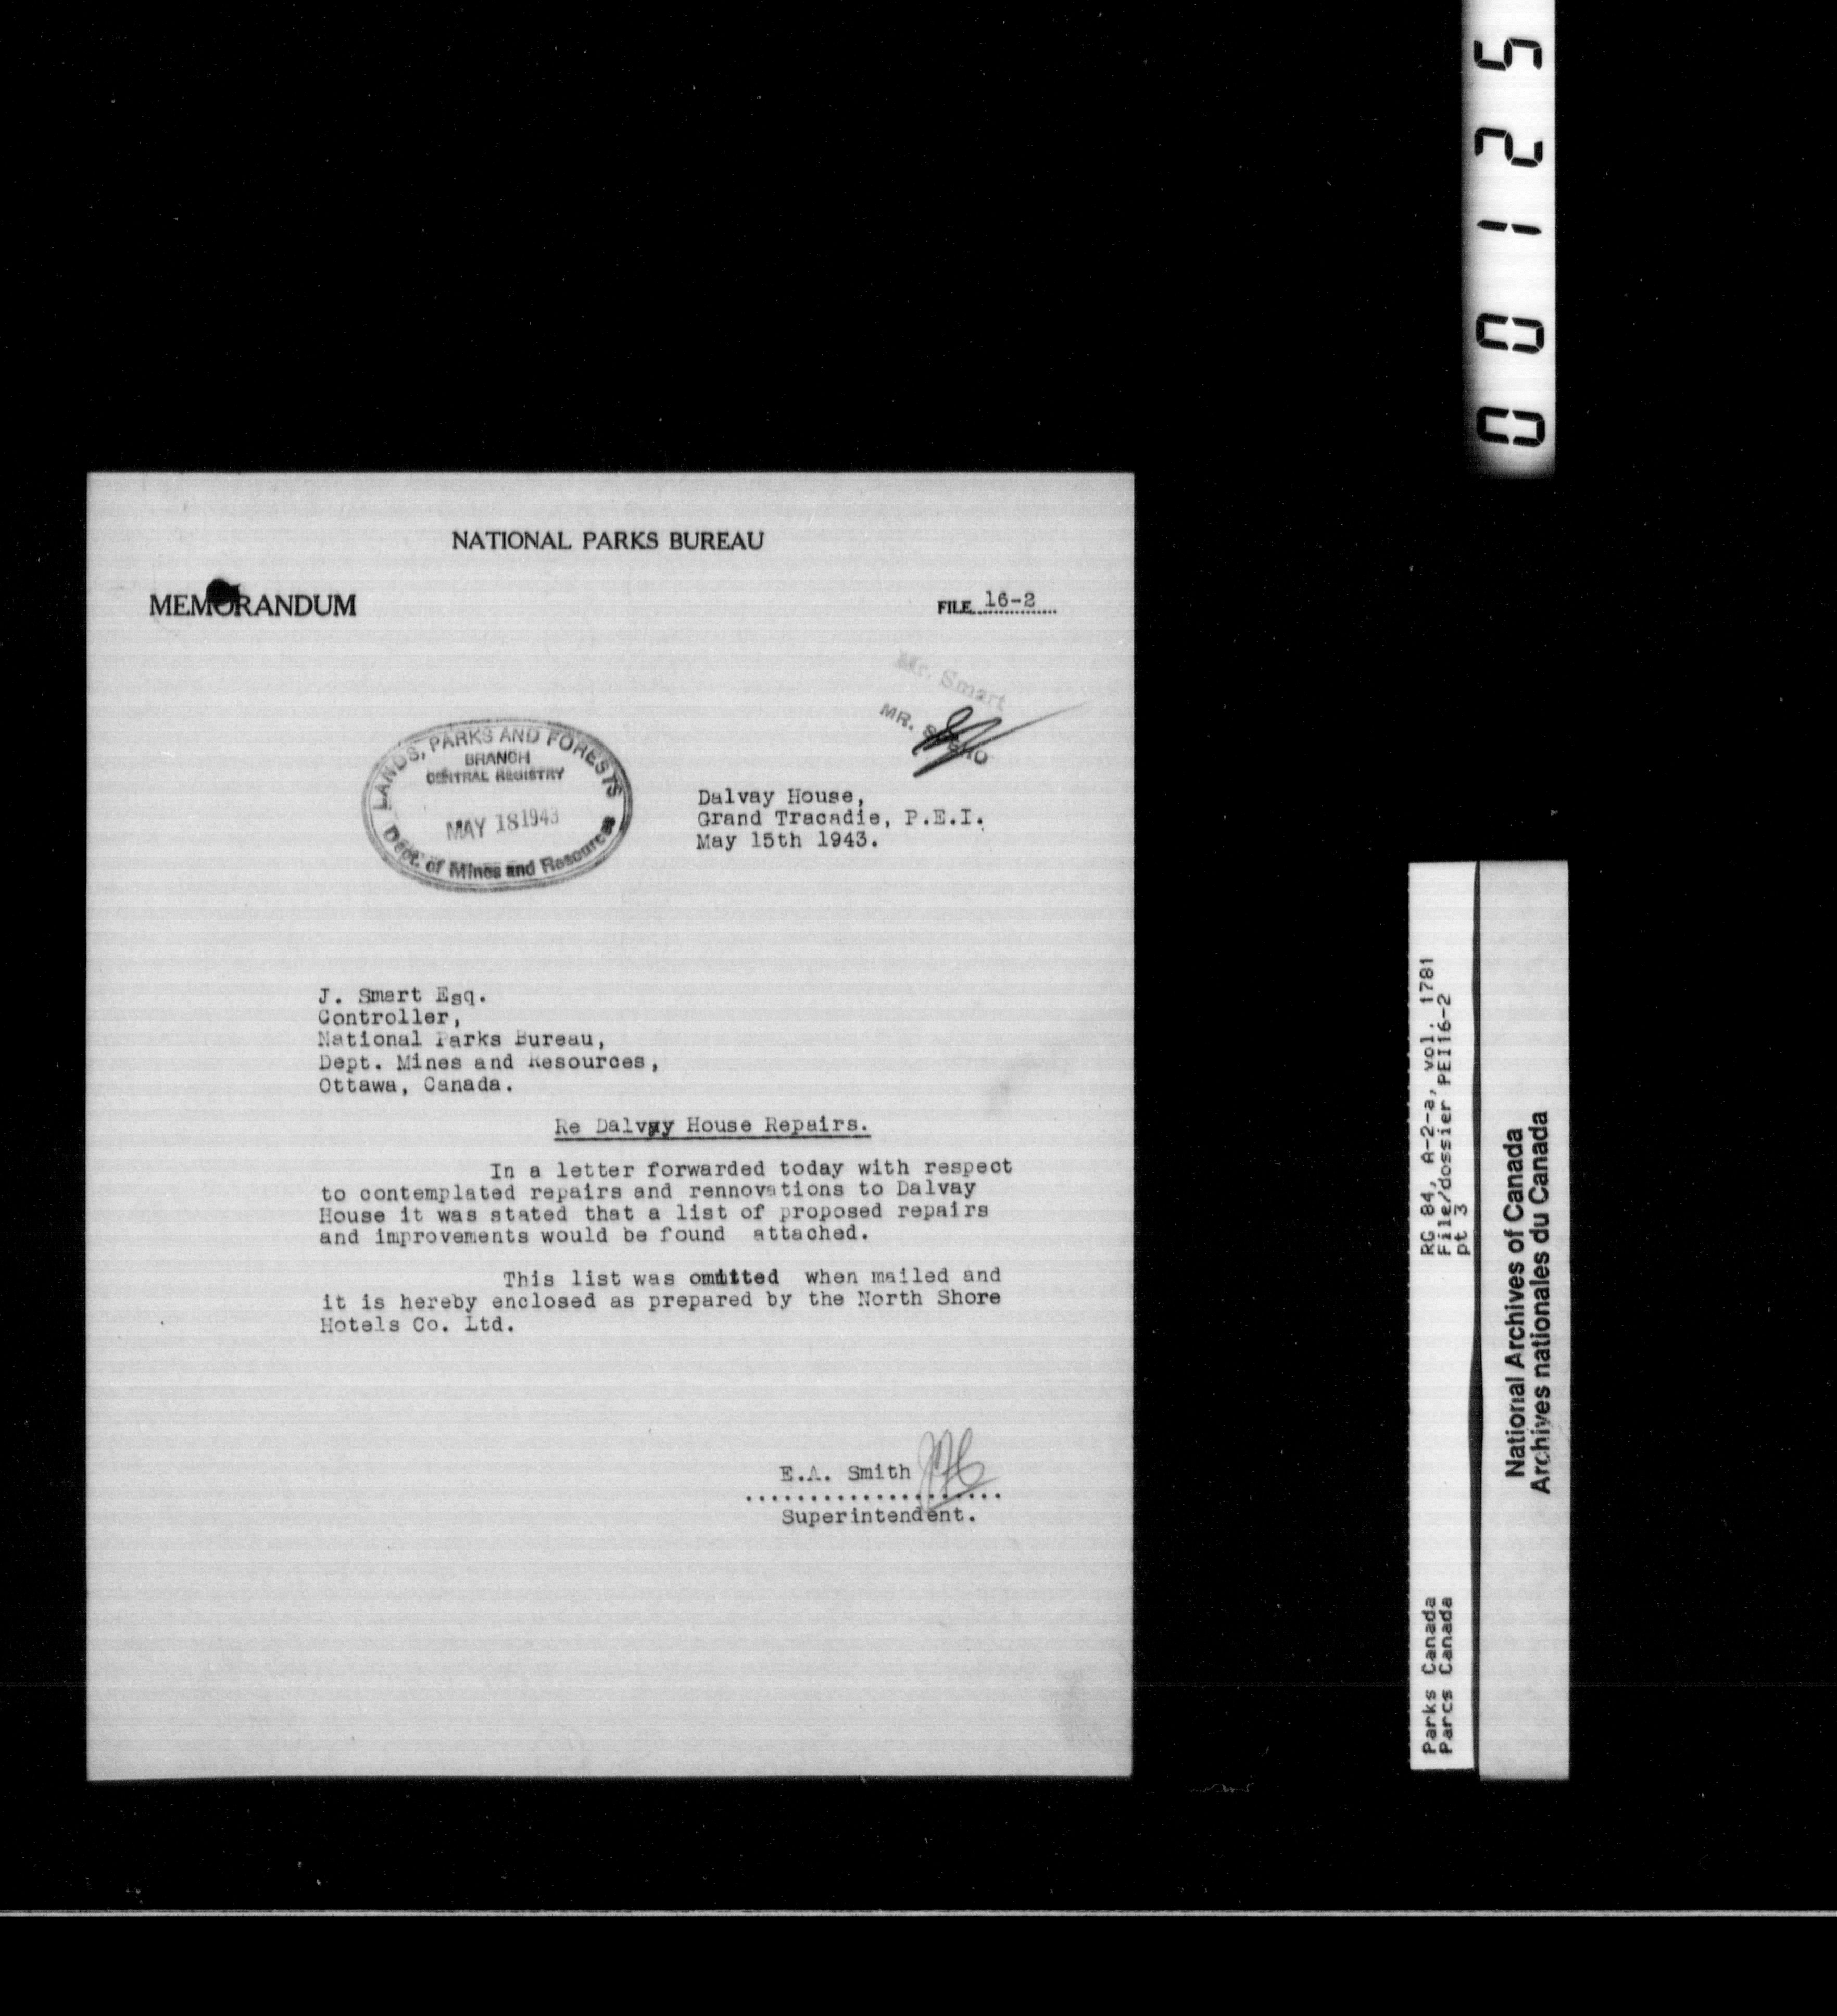 00125
NATIONAL PARKS BUREAU
MEMORANDUM
FILE 16-2
Mr. Smart
MR.
LANDS, PARKS AND FORESTS
BRANCH
CENTRAL REGISTRY
MAY 18 1943
Dept. of Mines and Resources
Dalvay House,
Grand Tracadie, P.E.I.
May 15th 1943.
J. Smart Esq.
Controller,
National Parks Bureau,
Dept. Mines and Resources,
Ottawa, Canada.
Re Dalvay House Repairs.
In a letter forwarded today with respect
to contemplated repairs and rennovations to Dalvay
House it was stated that a list of proposed repairs
and improvements would be found attached.
This list was omitted when mailed and
it is hereby enclosed as prepared by the North Shore
Hotels Co. Ltd.
E.A. Smith
....................
Superintendent.
RG 84, A-2-a, vol. 1781
File/dossier PEI16-2
pt 3
Parks Canada
Parcs Canada
National Archives of Canada
Archives nationales du Canada